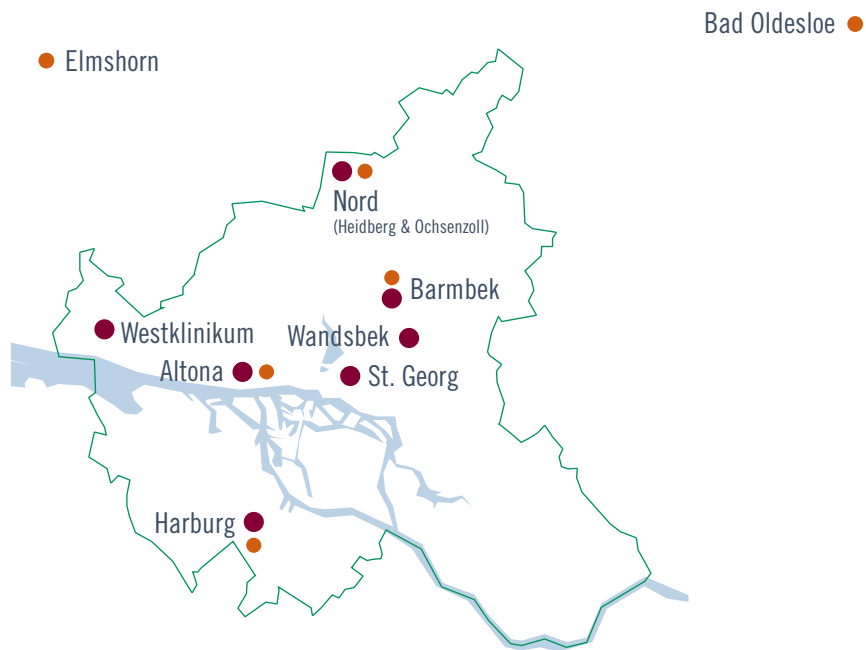 Bad Oldesloe
Elmshorn
Nord
(Heidberg & Ochsenzoll)
Barmbek
Westklinikum
Wandsbek
Altona
St. Georg
Harburg